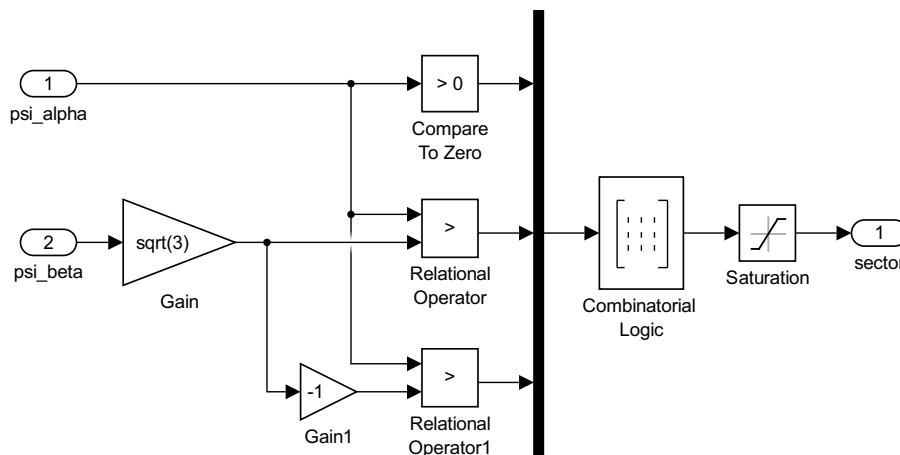 1
psi_alpha
> 0
Compare
To Zero
2
psi_beta
sqrt(3)
Gain
>
Relational
Operator
-1
Gain1
>
Relational
Operator1
Combinatorial
Logic
Saturation
1
sector